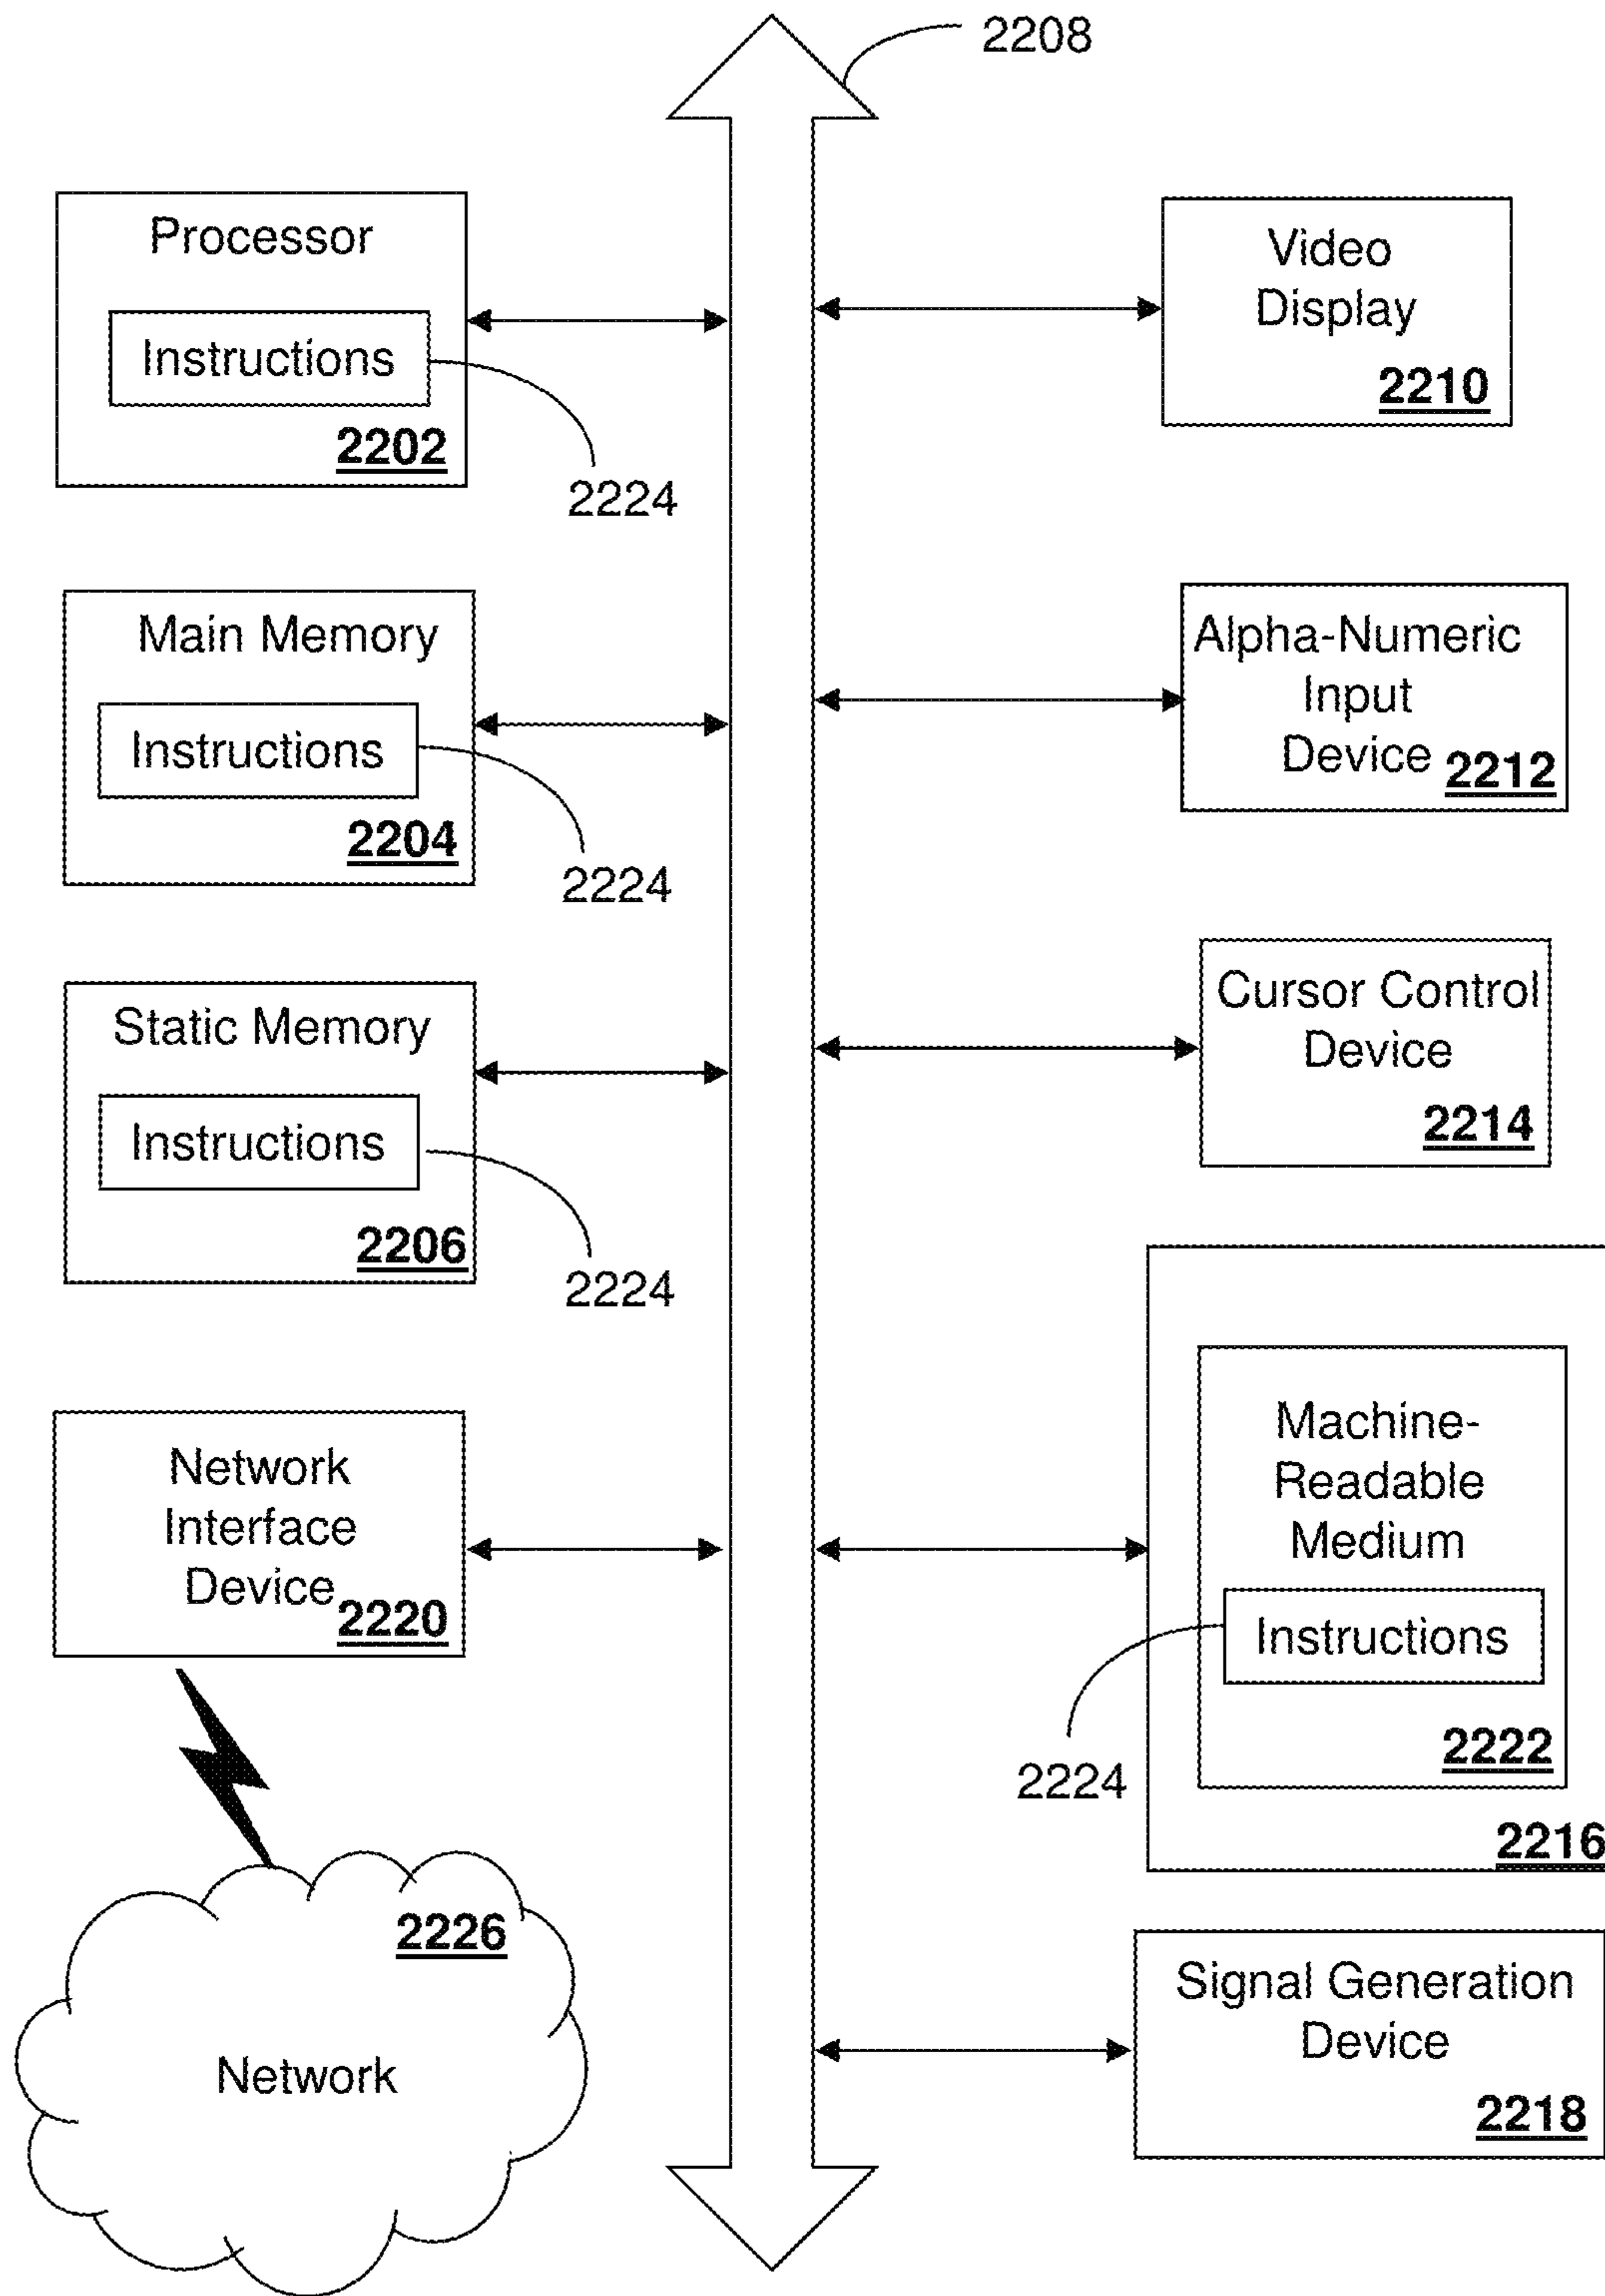 2208
Processor
Instructions
2202
2224
Main Memory
Instructions
2204
2224
Static Memory
Instructions
2206
2224
Network
Interface
Device
2220
2226
Network
Video
Display
2210
Alpha-Numeric
Input
Device 2212
Cursor Control
Device
2214
Machine-
Readable
Medium
Instructions
2222
2224
2216
Signal Generation
Device
2218